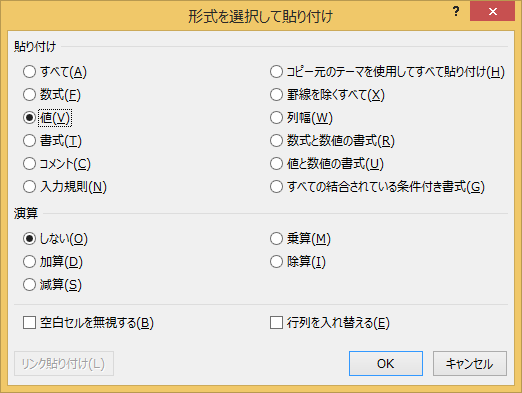 形式を選択して貼り付け
?
貼り付け
すべて(A)
コピー元のテーマを使用してすべて貼り付け(H)
数式(F)
罫線を除くすべて(X)
値(V)
列幅(W)
書式(T)
数式と数値の書式(R)
コメント(C)
値と数値の書式(U)
入力規則(N)
すべての結合されている条件付き書式(G)
演算
しない(O)
乗算(M)
加算(D)
除算(I)
減算(S)
空白セルを無視する(B)
行列を入れ替える(E)
リンク貼り付け(L)
OK
キャンセル